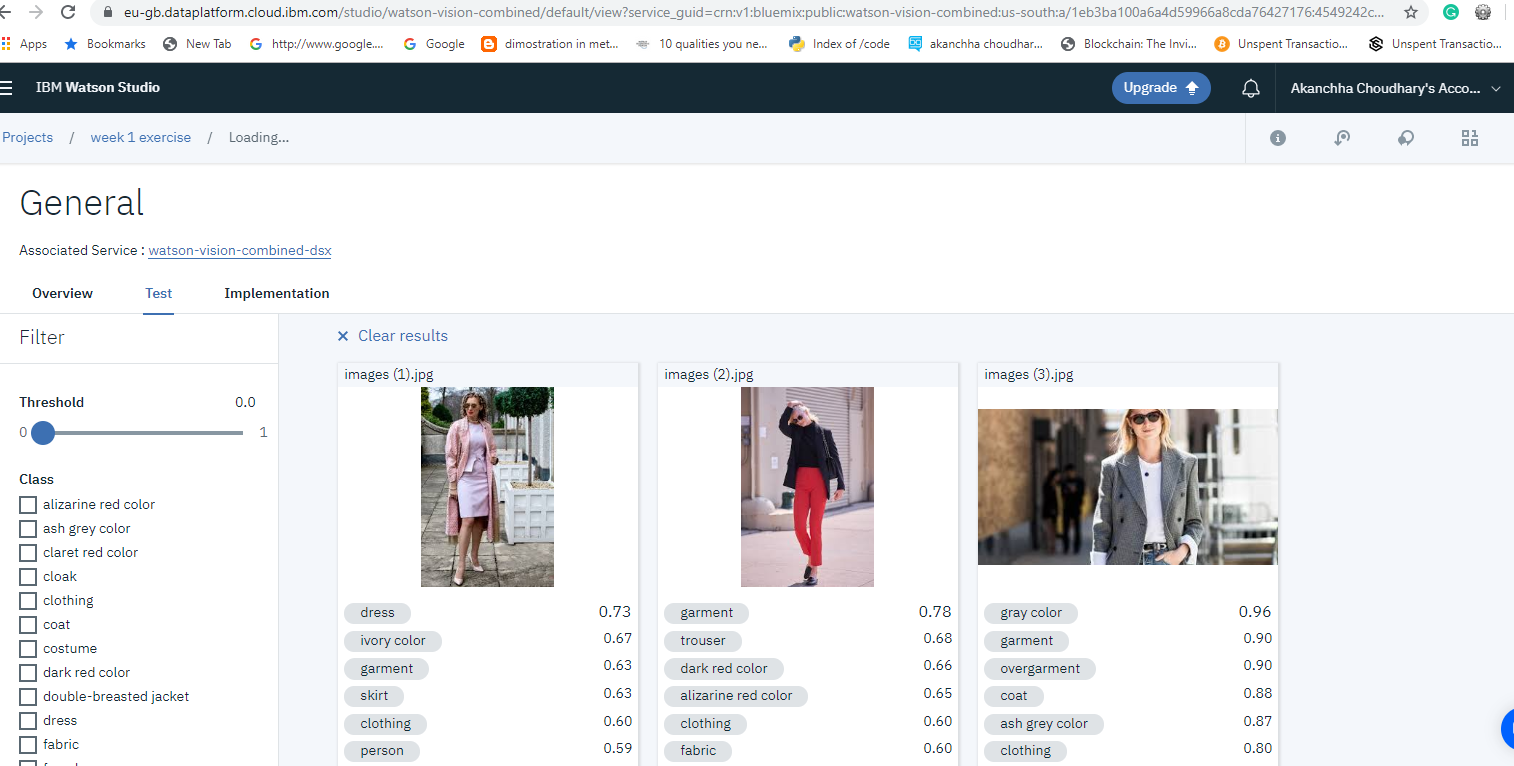 eu-gb.dataplatform.cloud.ibm.com/studio/watson-vision-combined/default/view?service_guid=crn:v1:bluemix:public:watson-vision-combined:us-south:a/1eb3ba100a6a4d59966a8cda76427176:4549242c...
Apps Bookmarks New Tab http://www.google.... Google dimostration in met... 10 qualities you ne... Index of /code akanchha choudhar... Blockchain: The Invi... Unspent Transactio... Unspent Transactio...
IBM Watson Studio Upgrade Akanchha Choudhary's Acco...
Projects / week 1 exercise / Loading...
General
Associated Service : watson-vision-combined-dsx
Overview Test Implementation
Filter
Threshold 0.0
0 1
Class
alizarine red color
ash grey color
claret red color
cloak
clothing
coat
costume
dark red color
double-breasted jacket
dress
fabric
× Clear results
images (1).jpg
dress 0.73
ivory color 0.67
garment 0.63
skirt 0.63
clothing 0.60
person 0.59
images (2).jpg
garment 0.78
trouser 0.68
dark red color 0.66
alizarine red color 0.65
clothing 0.60
fabric 0.60
images (3).jpg
gray color 0.96
garment 0.90
overgarment 0.90
coat 0.88
ash grey color 0.87
clothing 0.80